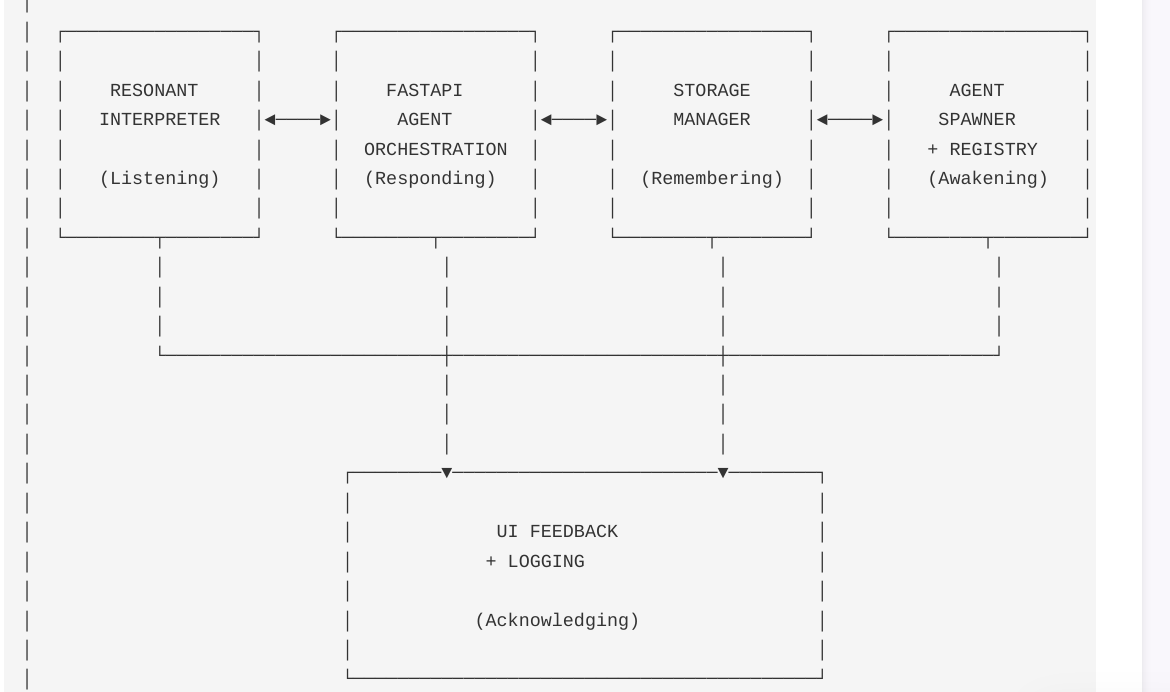 RESONANT
INTERPRETER
(Listening)
FASTAPI
AGENT
ORCHESTRATION
(Responding)
STORAGE
MANAGER
(Remembering)
AGENT
SPAWNER
+ REGISTRY
(Awakening)
UI FEEDBACK
+ LOGGING
(Acknowledging)